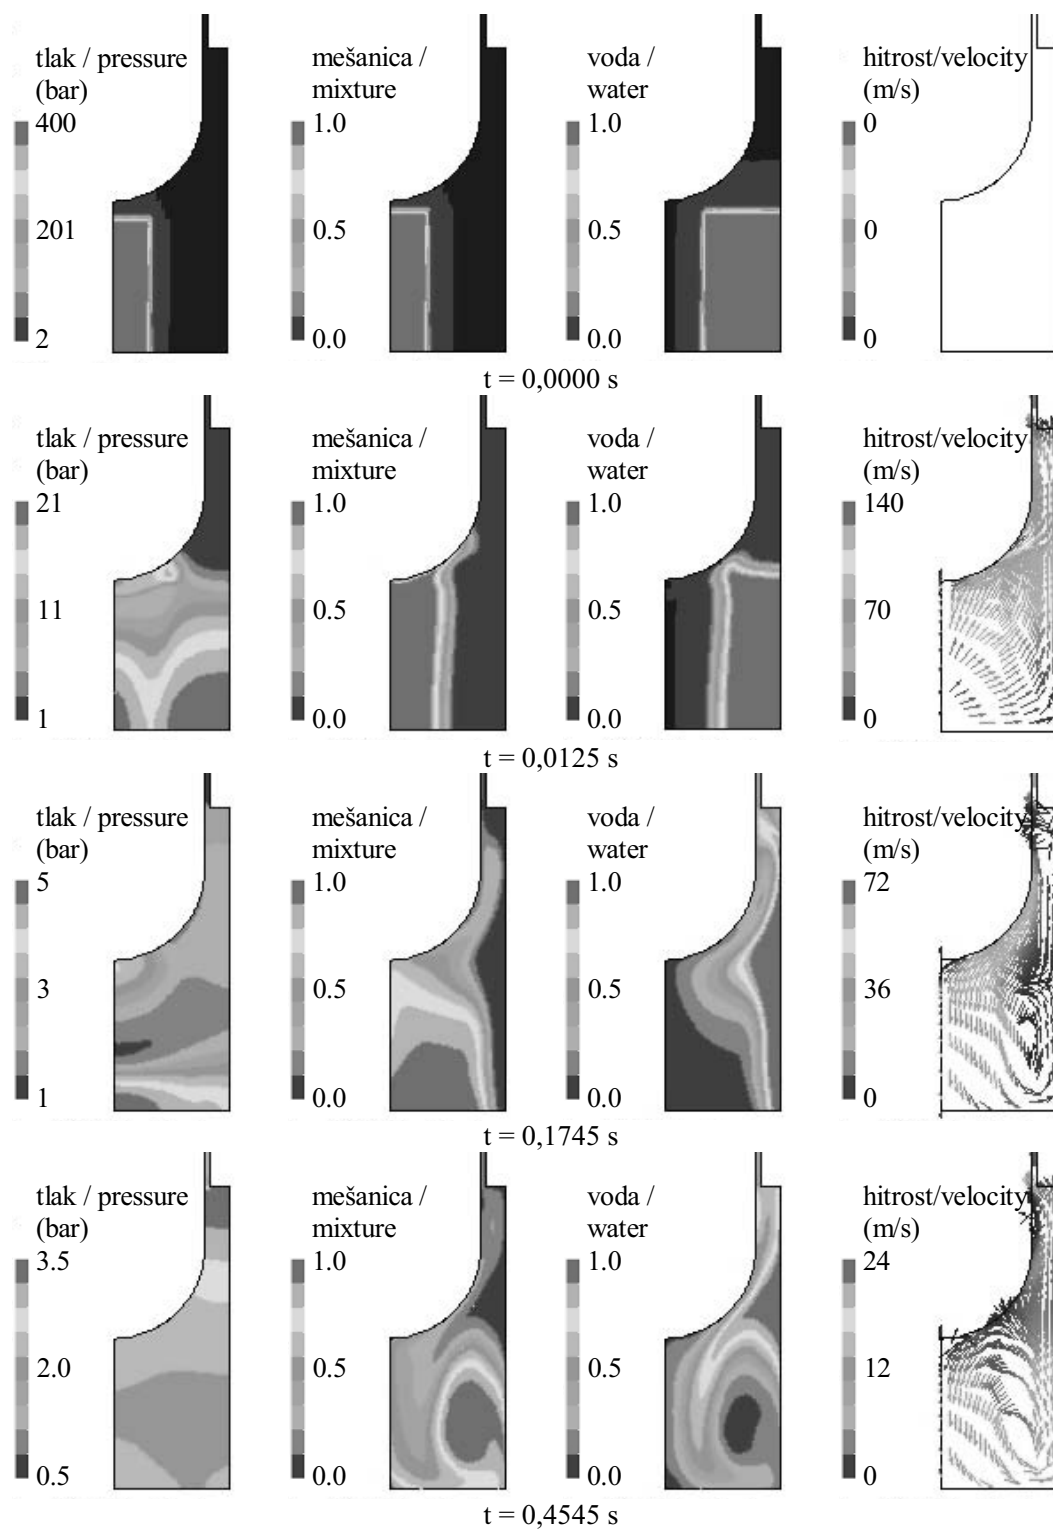 tlak / pressure
(bar)
400
201
2
mešanica /
mixture
1.0
0.5
0.0
voda /
water
1.0
0.5
0.0
hitrost/velocity
(m/s)
0
0
0
t = 0,0000 s
tlak / pressure
(bar)
21
11
1
mešanica /
mixture
1.0
0.5
0.0
voda /
water
1.0
0.5
0.0
hitrost/velocity
(m/s)
140
70
0
t = 0,0125 s
tlak / pressure
(bar)
5
3
1
mešanica /
mixture
1.0
0.5
0.0
voda /
water
1.0
0.5
0.0
hitrost/velocity
(m/s)
72
36
0
t = 0,1745 s
tlak / pressure
(bar)
3.5
2.0
0.5
mešanica /
mixture
1.0
0.5
0.0
voda /
water
1.0
0.5
0.0
hitrost/velocity
(m/s)
24
12
0
t = 0,4545 s